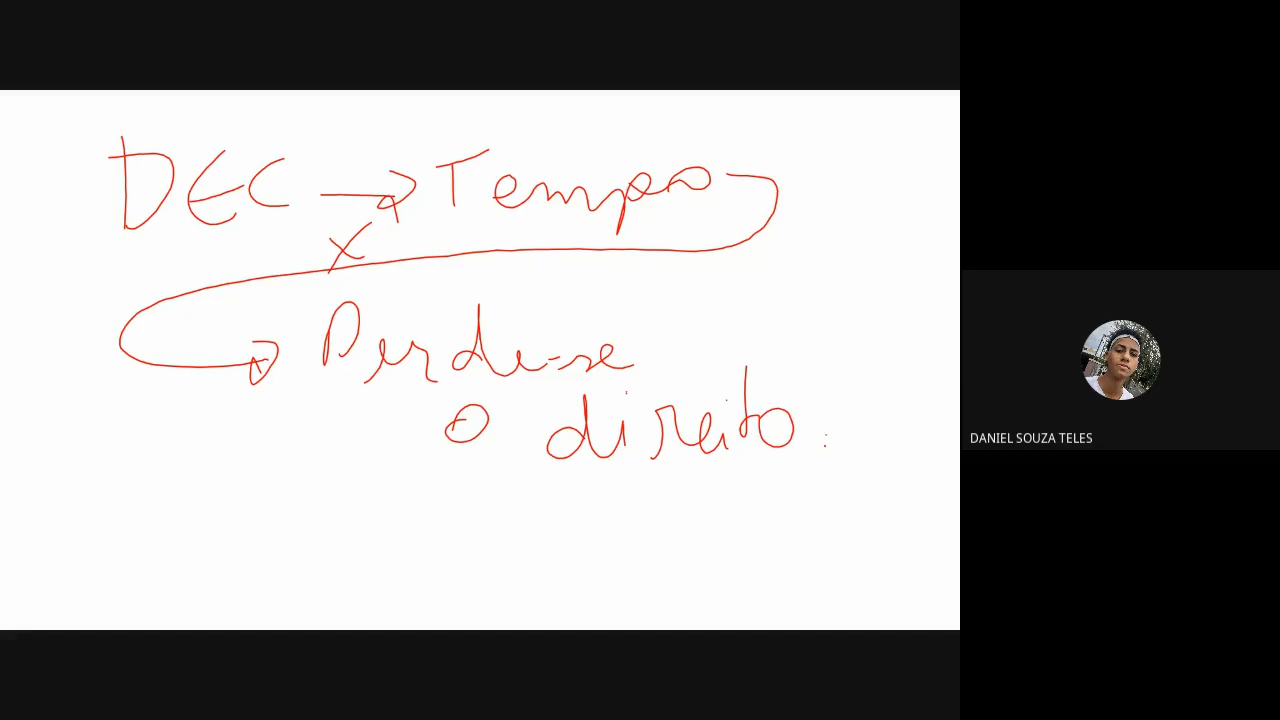 DEC → Tempo
x
Perde-se
o direito.
DANIEL SOUZA TELES